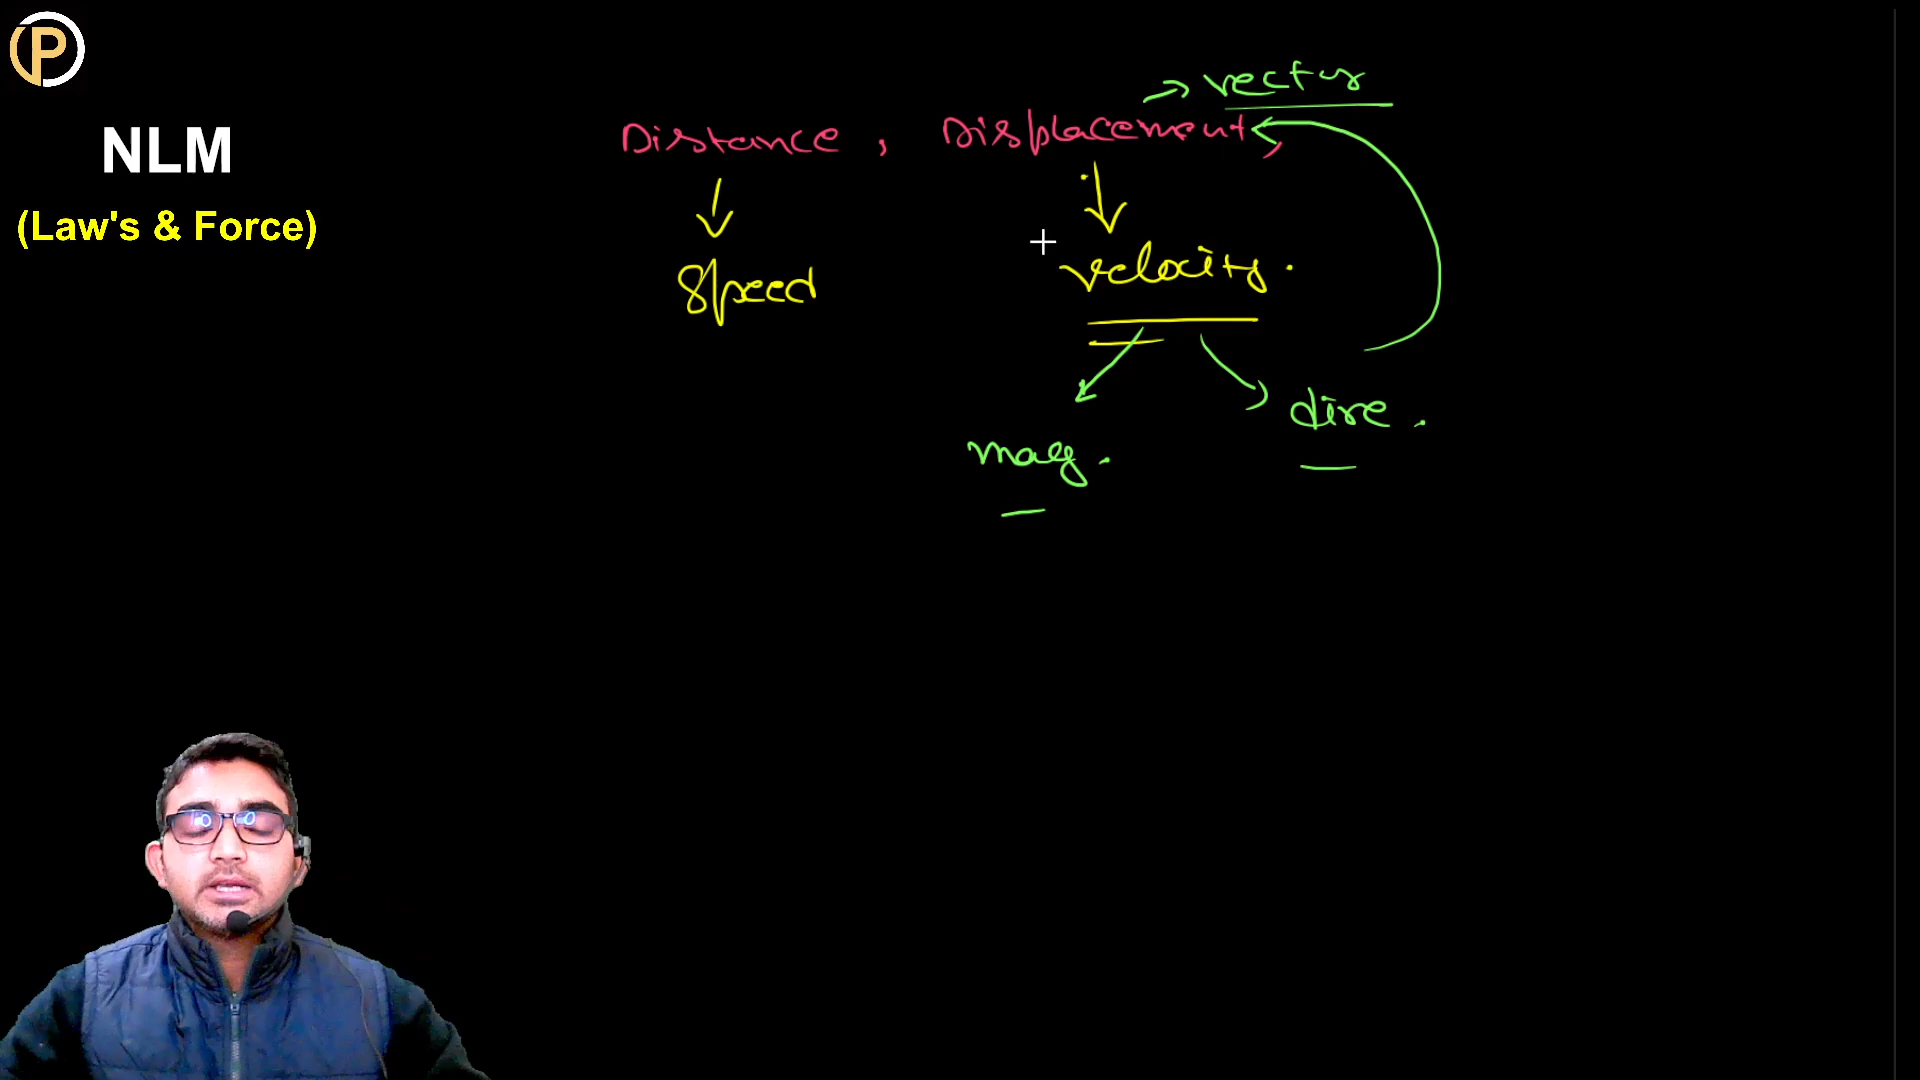 P
NLM
(Law's & Force)
→ vector
Distance , Displacement,
Speed
velocity.
mag.
dire.